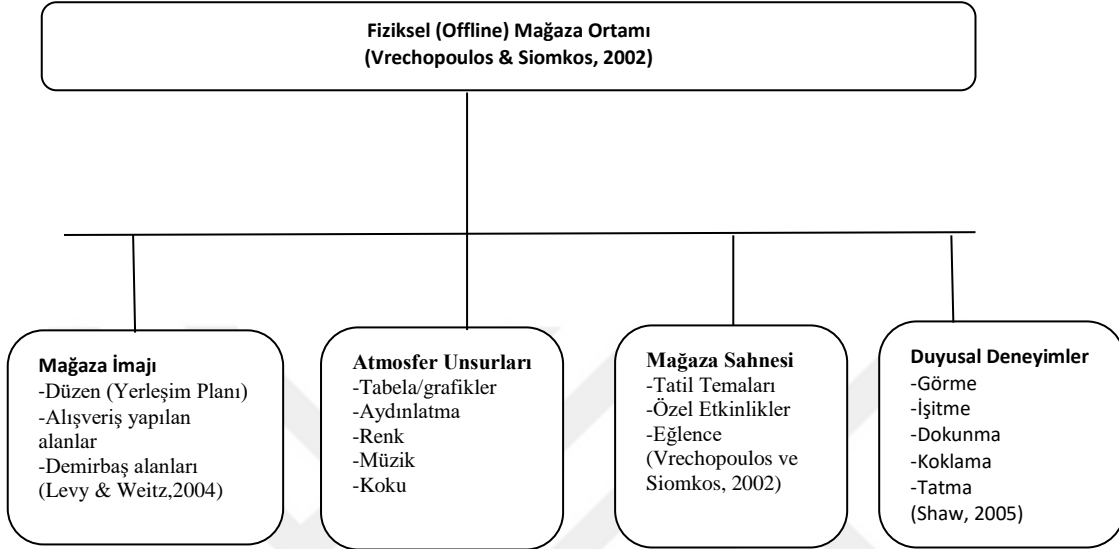 Fiziksel (Offline) Mağaza Ortamı
(Vrechopoulos & Siomkos, 2002)
Mağaza İmajı
-Düzen (Yerleşim Planı)
-Alışveriş yapılan
alanlar
-Demirbaş alanları
(Levy & Weitz,2004)
Atmosfer Unsurları
-Tabela/grafikler
-Aydınlatma
-Renk
-Müzik
-Koku
Mağaza Sahnesi
-Tatil Temaları
-Özel Etkinlikler
-Eğlence
(Vrechopoulos ve
Siomkos, 2002)
Duyusal Deneyimler
-Görme
-İşitme
-Dokunma
-Koklama
-Tatma
(Shaw, 2005)